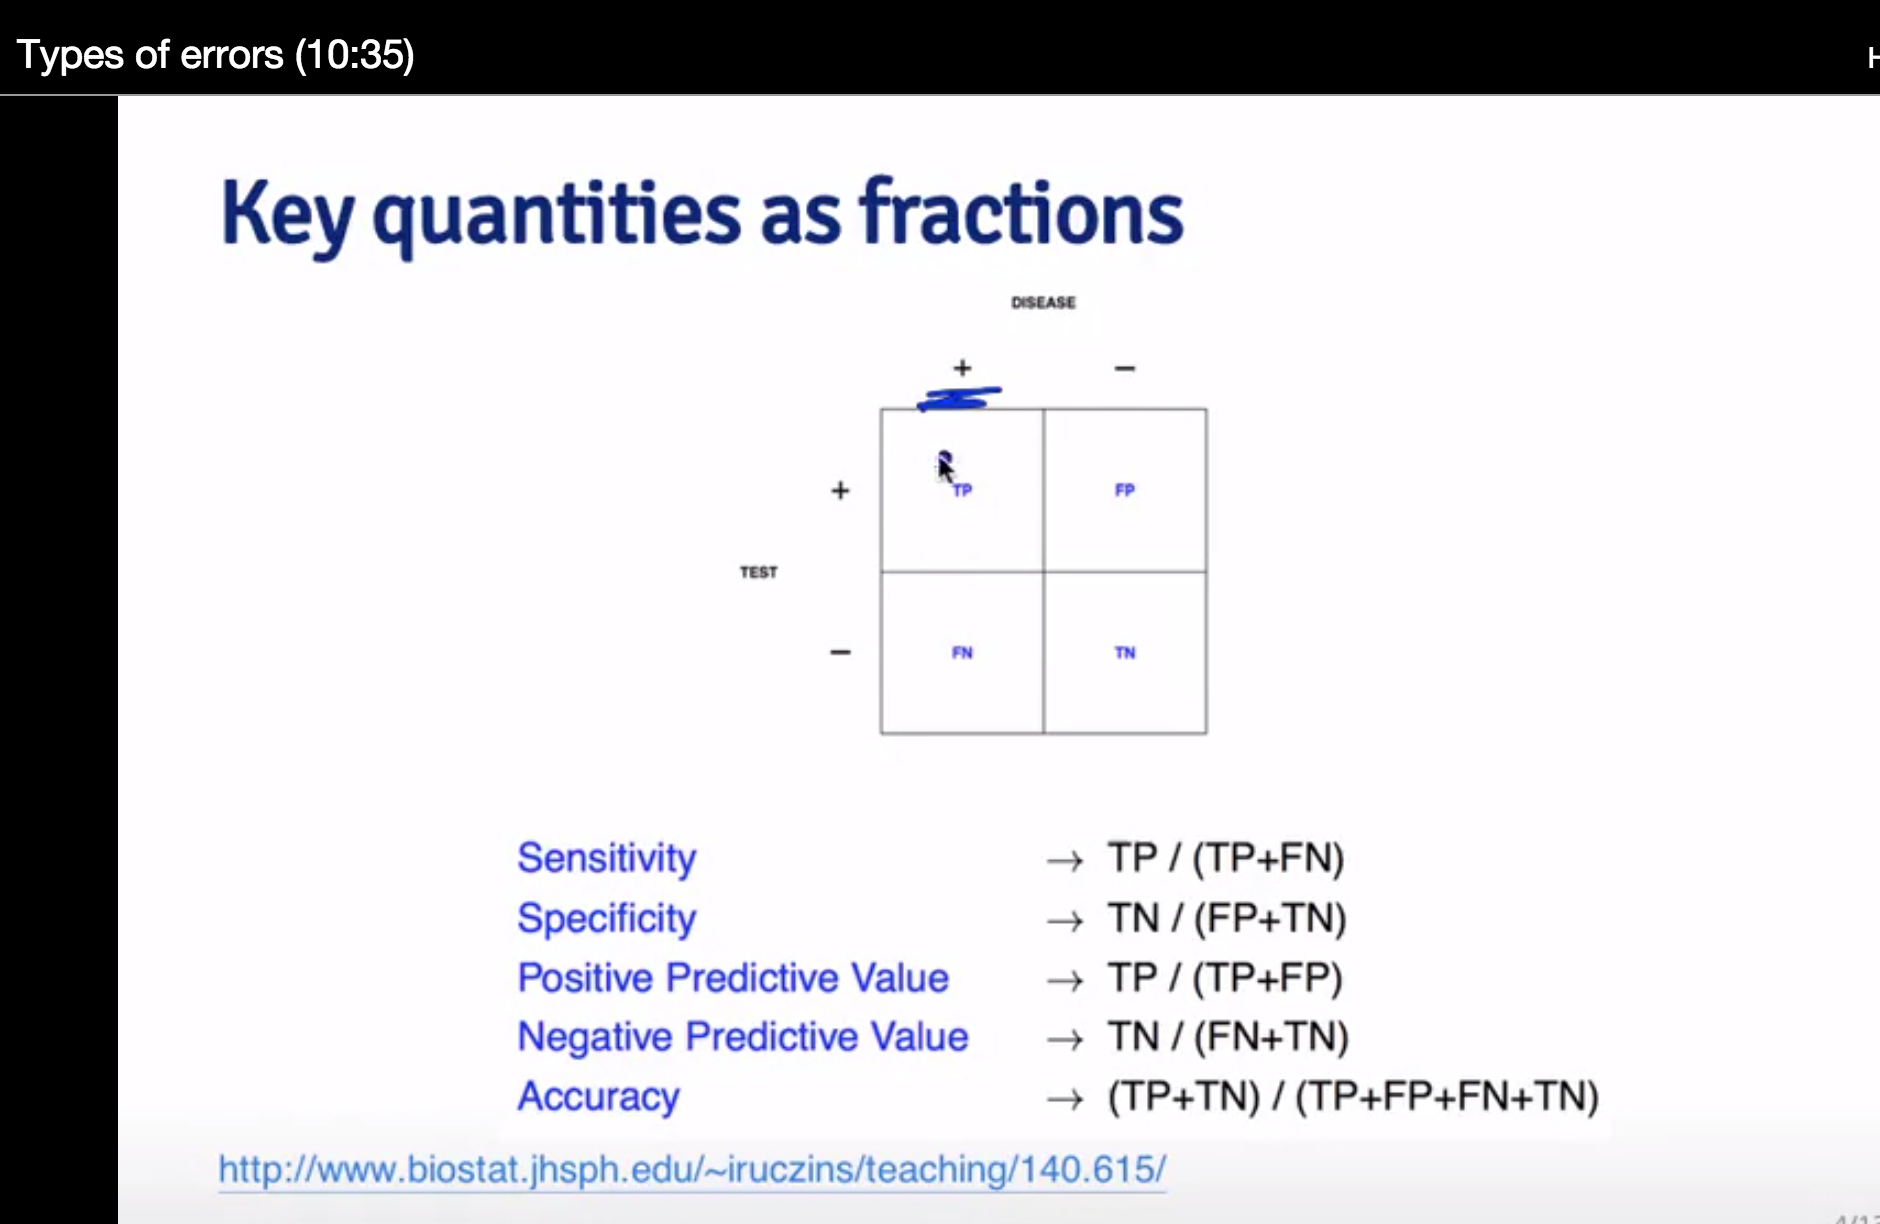 Types of errors (10:35)
Key quantities as fractions
DISEASE
+ −
+ TP FP
TEST
− FN TN
Sensitivity → TP / (TP+FN)
Specificity → TN / (FP+TN)
Positive Predictive Value → TP / (TP+FP)
Negative Predictive Value → TN / (FN+TN)
Accuracy → (TP+TN) / (TP+FP+FN+TN)
http://www.biostat.jhsph.edu/~iruczins/teaching/140.615/